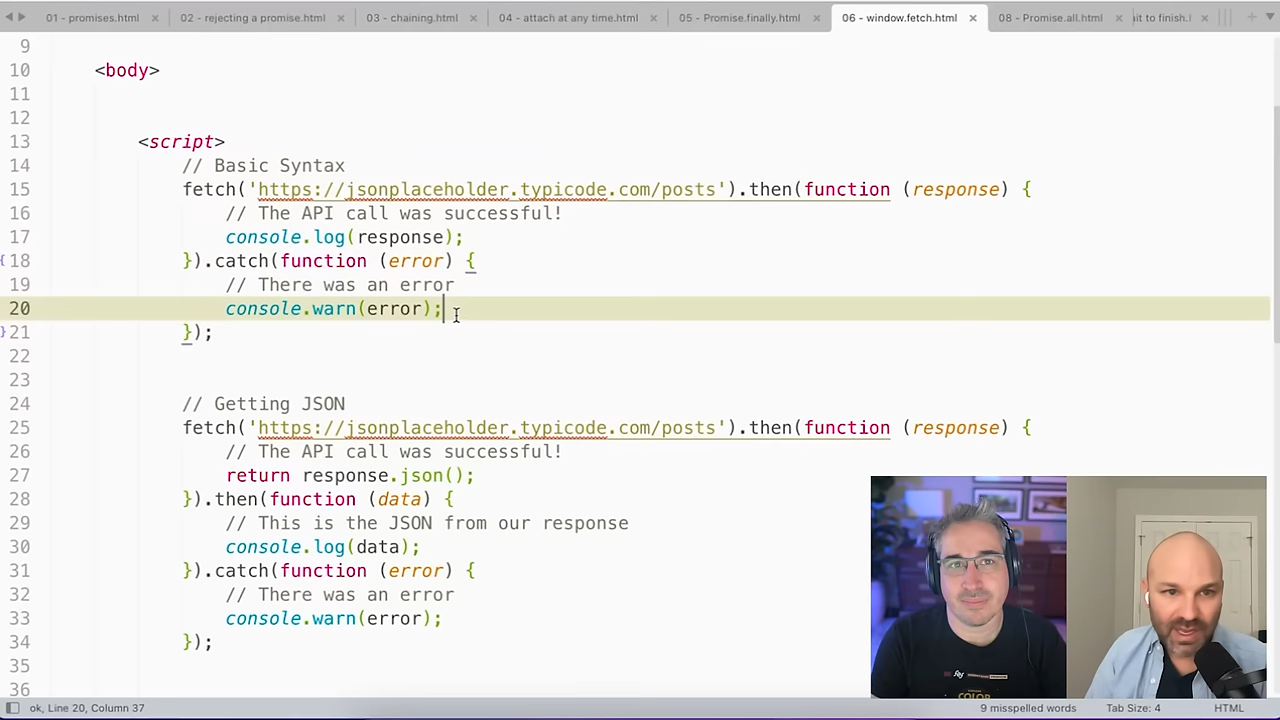 01 - promises.html
02 - rejecting a promise.html
03 - chaining.html
04 - attach at any time.html
05 - Promise.finally.html
06 - window.fetch.html
08 - Promise.all.html
ait to finish.
9
10 <body>
11
12
13 <script>
14 // Basic Syntax
15 fetch('https://jsonplaceholder.typicode.com/posts').then(function (response) {
16 // The API call was successful!
17 console.log(response);
18 }).catch(function (error) {
19 // There was an error
20 console.warn(error);
21 });
22
23
24 // Getting JSON
25 fetch('https://jsonplaceholder.typicode.com/posts').then(function (response) {
26 // The API call was successful!
27 return response.json();
28 }).then(function (data) {
29 // This is the JSON from our response
30 console.log(data);
31 }).catch(function (error) {
32 // There was an error
33 console.warn(error);
34 });
35
36
COLOR
ok, Line 20, Column 37
9 misspelled words
Tab Size: 4
HTML